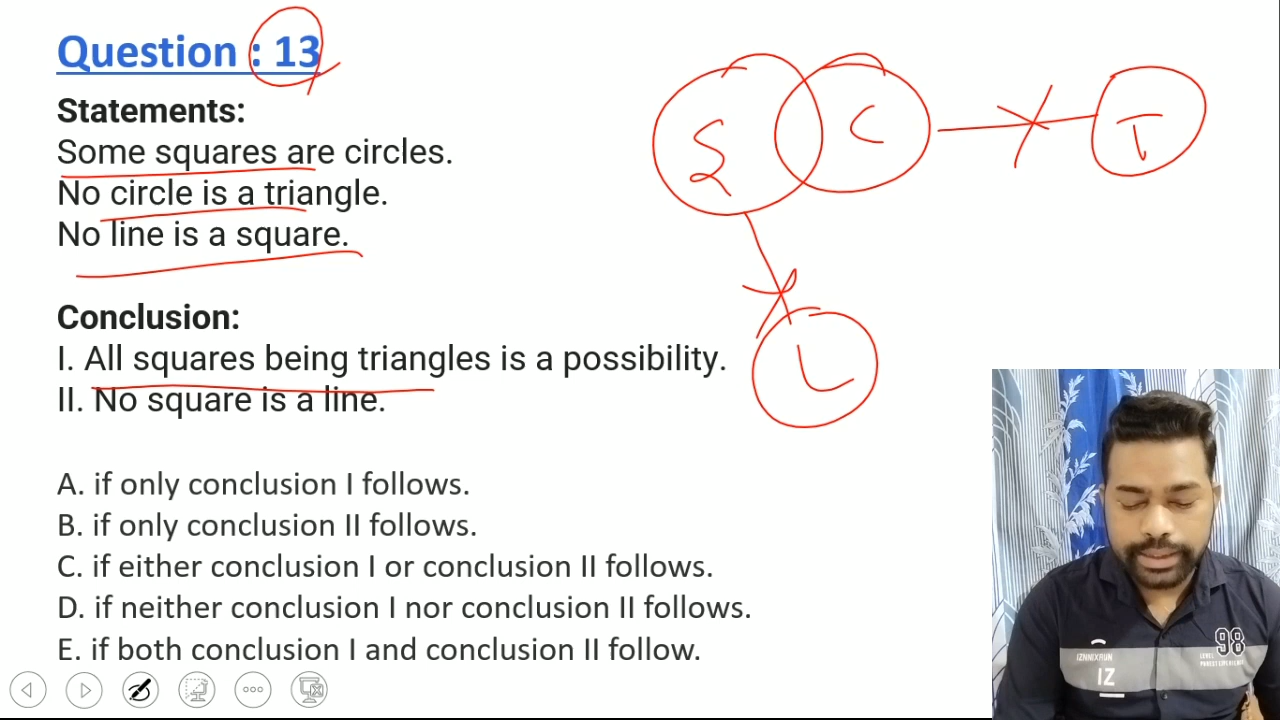 Question : 13
Statements:
Some squares are circles.
No circle is a triangle.
No line is a square.
Conclusion:
I. All squares being triangles is a possibility.
II. No square is a line.
A. if only conclusion I follows.
B. if only conclusion II follows.
C. if either conclusion I or conclusion II follows.
D. if neither conclusion I nor conclusion II follows.
E. if both conclusion I and conclusion II follow.
S
C
T
L
98
IZNNIXRUN
IZ